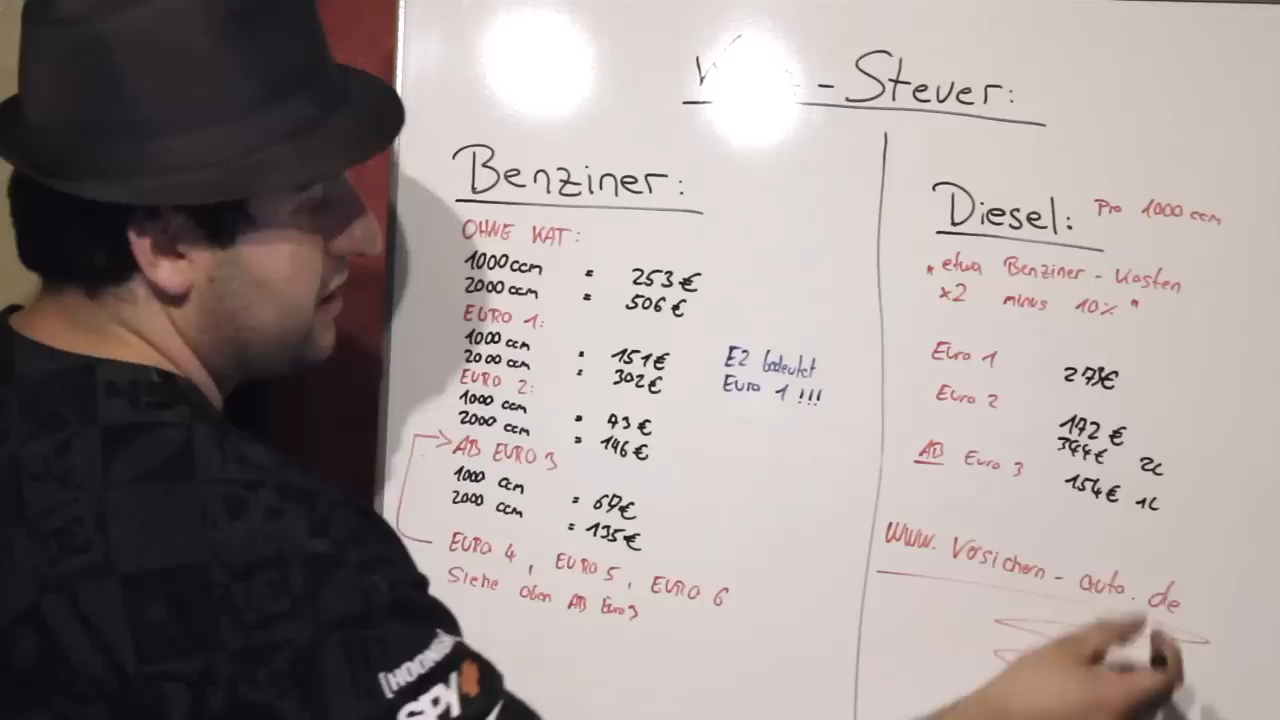 - Steuer:
Benziner:
OHNE KAT:
1000 ccm = 253 €
2000 ccm = 506 €
EURO 1:
1000 ccm = 151 €
2000 ccm = 302 €
EURO 2:
1000 ccm = 73 €
2000 ccm = 146 €
AB EURO 3
1000 ccm = 67 €
2000 ccm = 135 €
EURO 4, EURO 5, EURO 6
Siehe oben AB Euro 3
E2 bedeutet
Euro 1!!!
Diesel: Pro 1000 ccm
"etwa Benziner - Kosten
x2 minus 10%"
Euro 1 273 €
Euro 2 172 €
344 € 2L
AB Euro 3 154 € 1L
www.Versichern-auto.de
[HOONIGAN
SPY